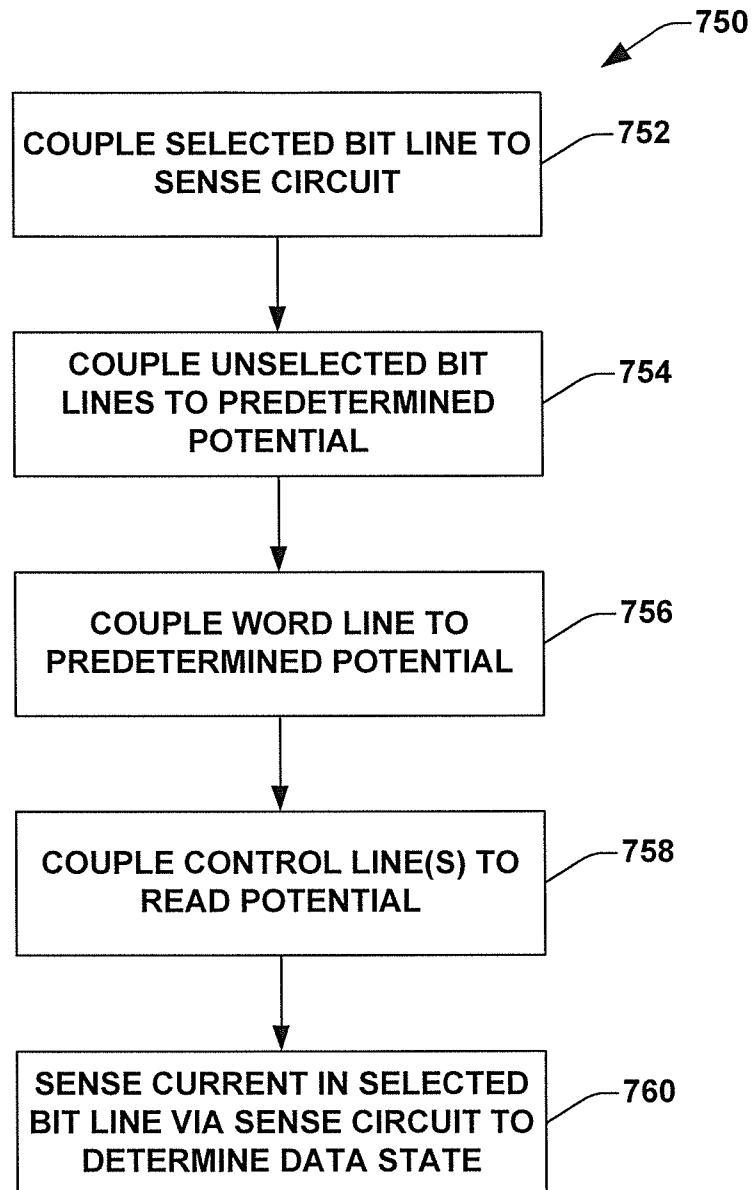 750
COUPLE SELECTED BIT LINE TO
SENSE CIRCUIT
752
COUPLE UNSELECTED BIT
LINES TO PREDETERMINED
POTENTIAL
754
COUPLE WORD LINE TO
PREDETERMINED POTENTIAL
756
COUPLE CONTROL LINE(S) TO
READ POTENTIAL
758
SENSE CURRENT IN SELECTED
BIT LINE VIA SENSE CIRCUIT TO
DETERMINE DATA STATE
760